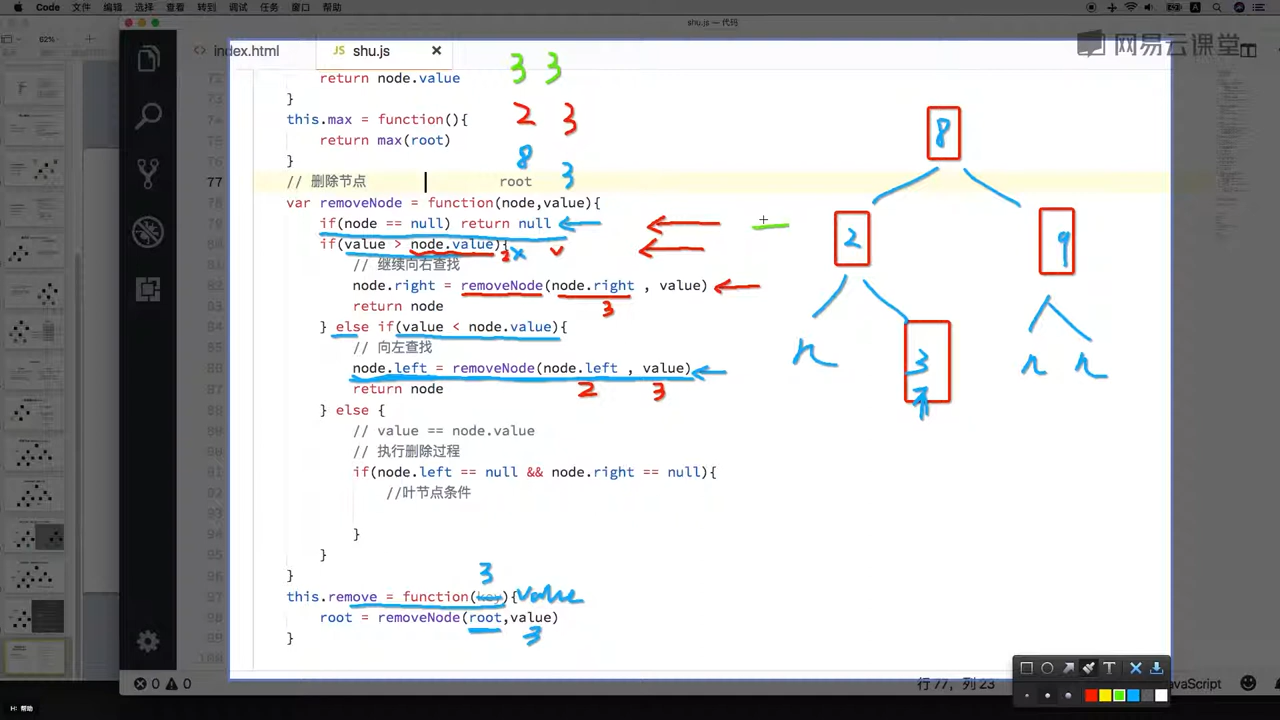 Code 文件 编辑 选择 查看 转到 调试 任务 窗口 帮助
shu.js — 代码
62%
index.html
shu.js
网易云课堂
return node.value
3 3
}
this.max = function(){
2 3
return max(root)
}
8
8 3
// 删除节点 root
77
var removeNode = function(node,value){
if(node == null) return null
if(value > node.value){
2
9
// 继续向右查找
node.right = removeNode(node.right , value)
return node
3
} else if(value < node.value){
// 向左查找
n
3
n n
node.left = removeNode(node.left , value)
return node
2 3
} else {
// value == node.value
// 执行删除过程
if(node.left == null && node.right == null){
//叶节点条件
}
}
}
3
this.remove = function(key){value
root = removeNode(root,value)
3
}
0 0
行 77，列 23
JavaScript
H: 帮助